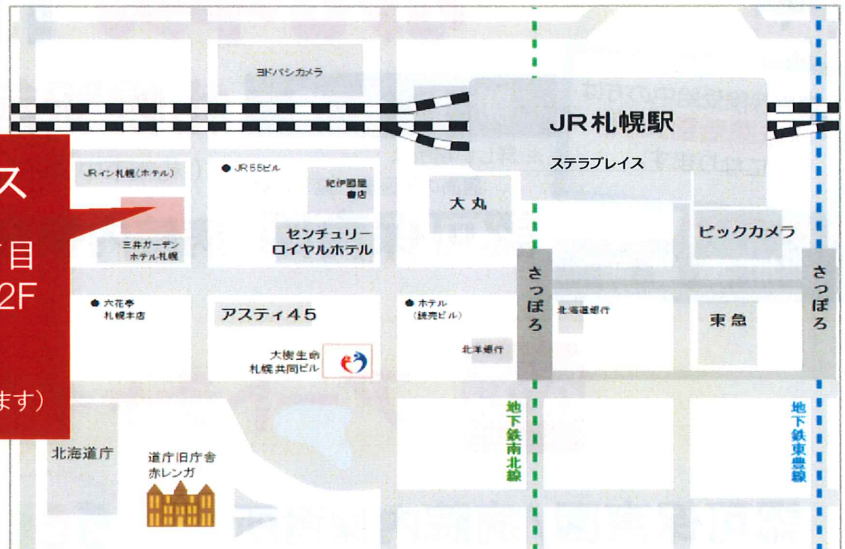 ヨドバシカメラ
JR札幌駅
ステラプレイス
JRイン札幌(ホテル)
● JR55ビル
紀伊國屋
書店
大丸
センチュリー
ロイヤルホテル
三井ガーデン
ホテル札幌
ビックカメラ
ス
目
2F
ます)
さっぽろ
さっぽろ
● 六花亭
札幌本店
アスティ45
● ホテル
(読売ビル)
北海道銀行
東急
大樹生命
札幌共同ビル
北洋銀行
地下鉄南北線
地下鉄東豊線
北海道庁
道庁旧庁舎
赤レンガ